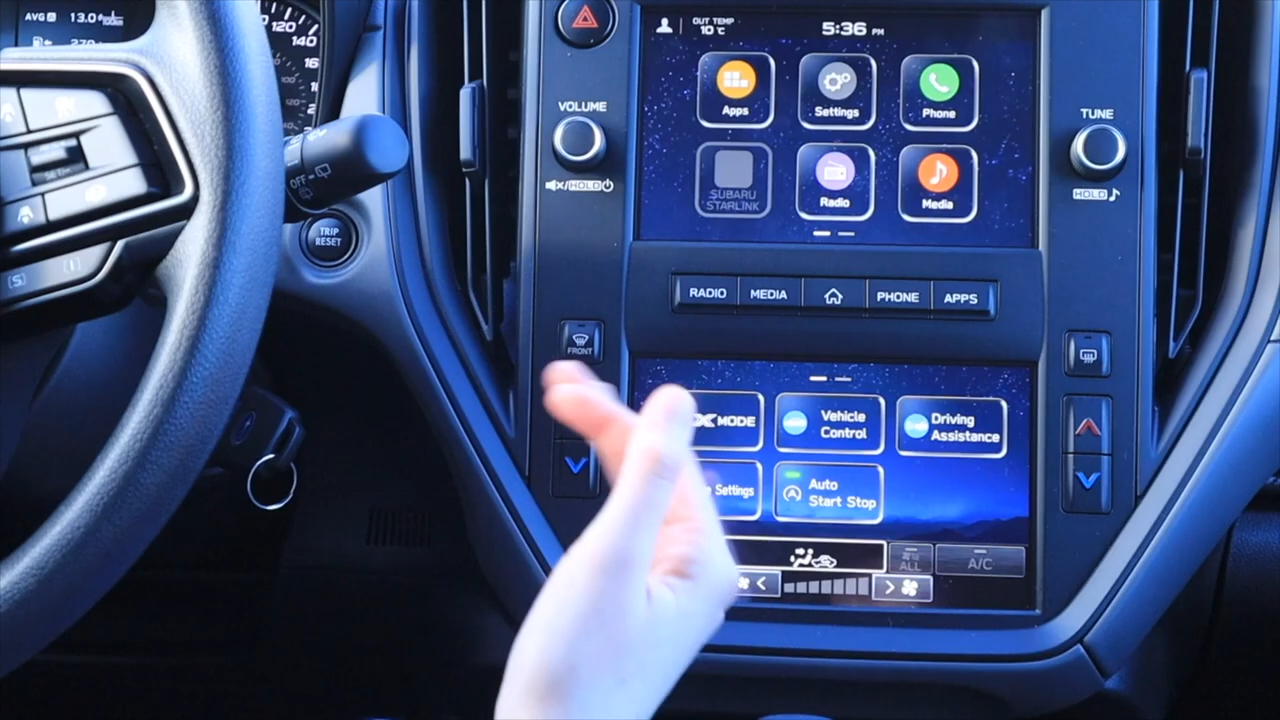 AVG A 13.0
120
140
OUT TEMP
10 °C
5:36 PM
Apps
Settings
Phone
SUBARU
STARLINK
Radio
Media
VOLUME
HOLD
TUNE
HOLD
OFF
TRIP
RESET
RADIO
MEDIA
PHONE
APPS
FRONT
X MODE
Vehicle
Control
Driving
Assistance
Settings
Auto
Start Stop
ALL
A/C